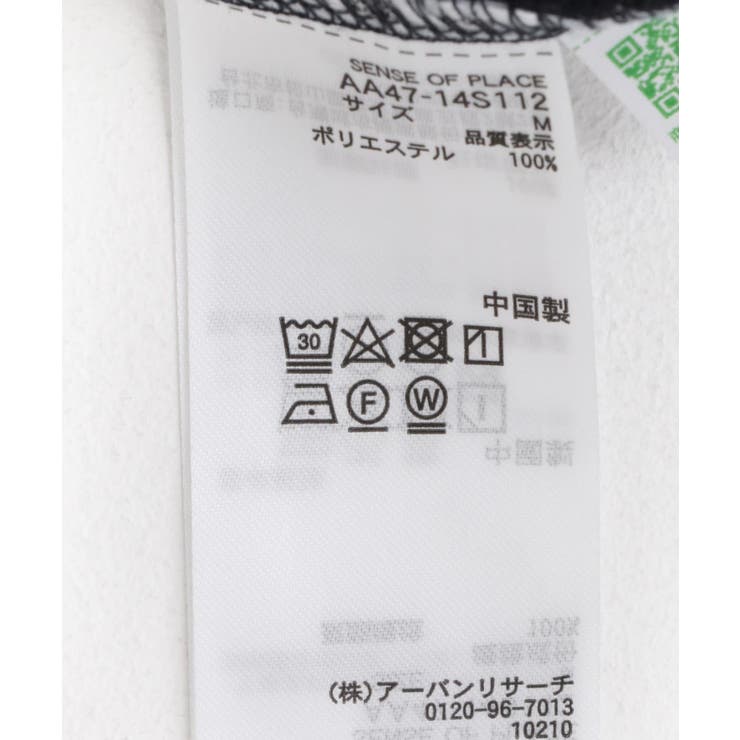 SENSE OF PLACE
AA47-14S112
サイズ M
品質表示
ポリエステル 100%
中国製
30
F W
(株)アーバンリサーチ
0120-96-7013
10210